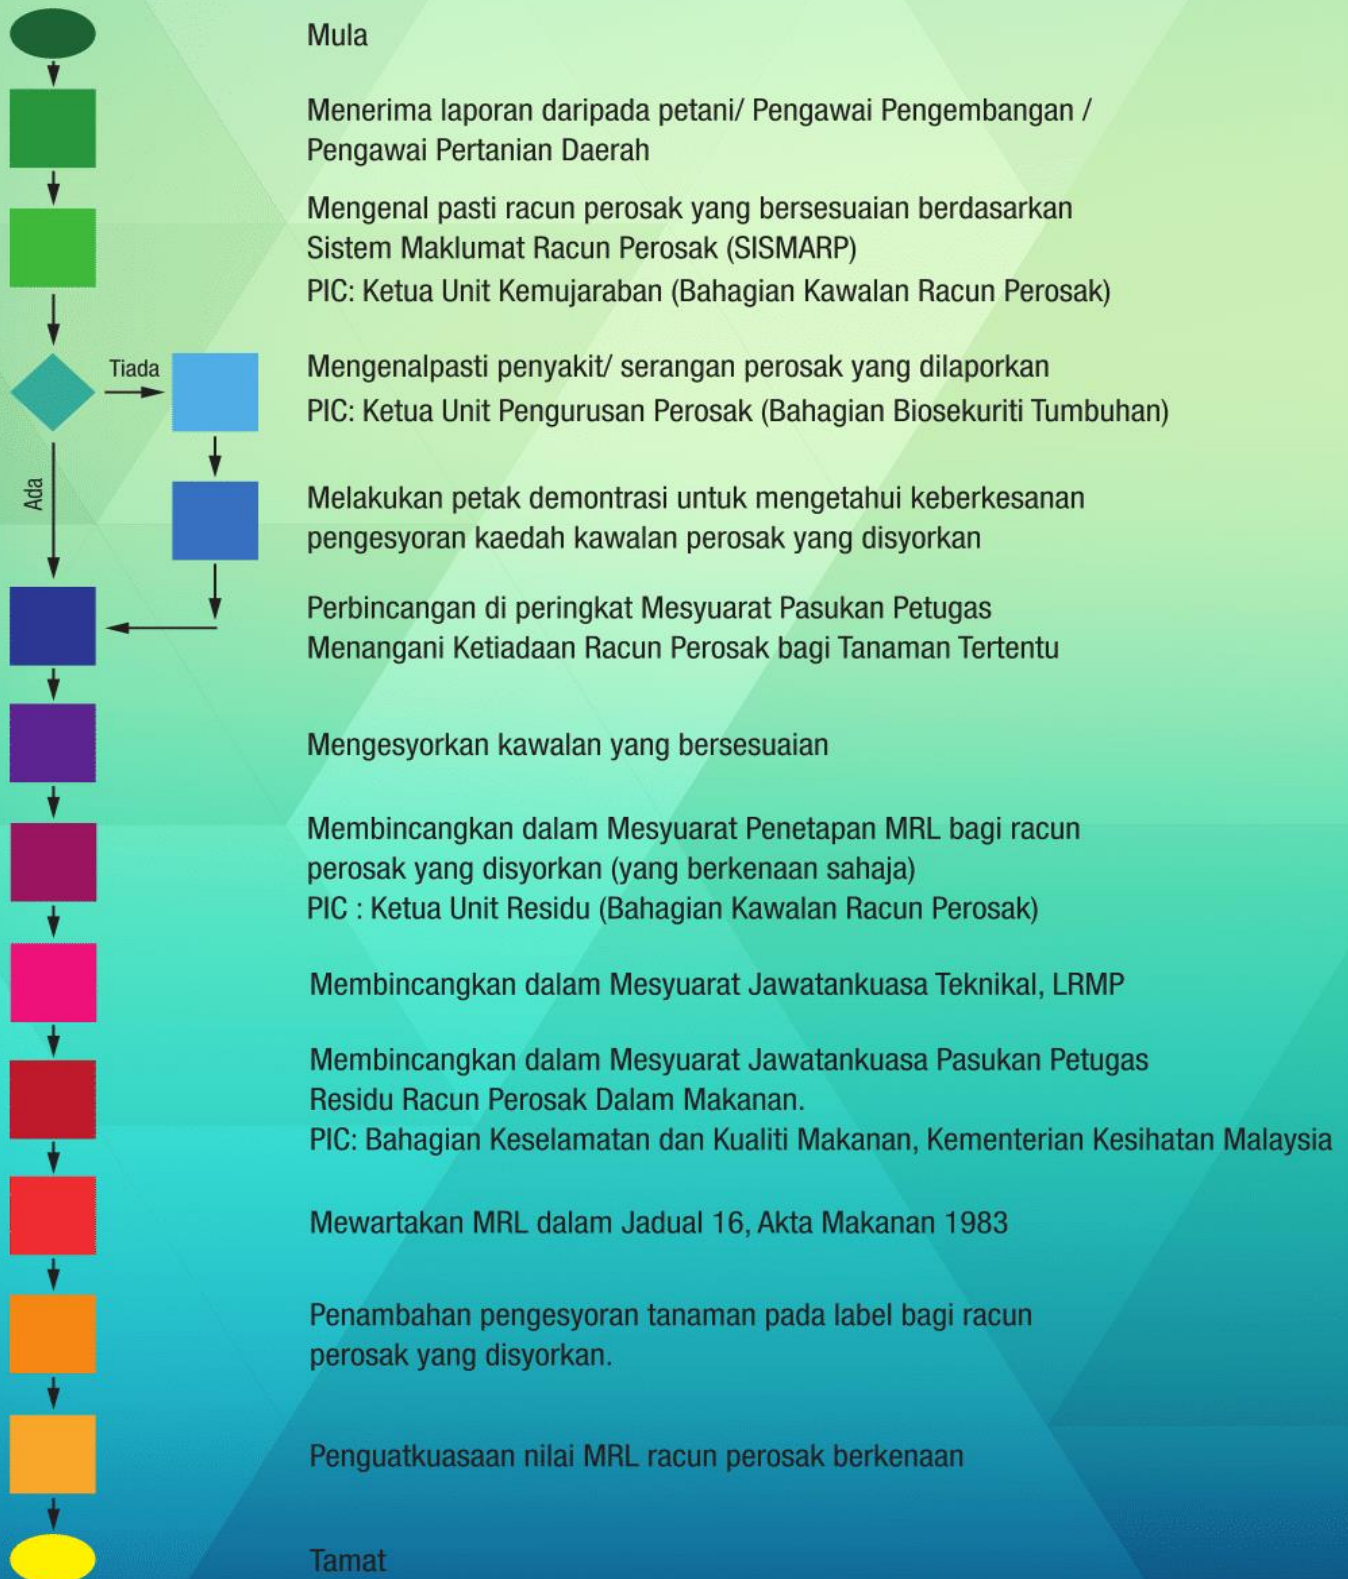 Mula
Menerima laporan daripada petani/ Pengawai Pengembangan /
Pengawai Pertanian Daerah
Mengenal pasti racun perosak yang bersesuaian berdasarkan
Sistem Maklumat Racun Perosak (SISMARP)
PIC: Ketua Unit Kemujaraban (Bahagian Kawalan Racun Perosak)
Tiada
Mengenalpasti penyakit/ serangan perosak yang dilaporkan
PIC: Ketua Unit Pengurusan Perosak (Bahagian Biosekuriti Tumbuhan)
Ada
Melakukan petak demontrasi untuk mengetahui keberkesanan
pengesyoran kaedah kawalan perosak yang disyorkan
Perbincangan di peringkat Mesyuarat Pasukan Petugas
Menangani Ketiadaan Racun Perosak bagi Tanaman Tertentu
Mengesyorkan kawalan yang bersesuaian
Membincangkan dalam Mesyuarat Penetapan MRL bagi racun
perosak yang disyorkan (yang berkenaan sahaja)
PIC : Ketua Unit Residu (Bahagian Kawalan Racun Perosak)
Membincangkan dalam Mesyuarat Jawatankuasa Teknikal, LRMP
Membincangkan dalam Mesyuarat Jawatankuasa Pasukan Petugas
Residu Racun Perosak Dalam Makanan.
PIC: Bahagian Keselamatan dan Kualiti Makanan, Kementerian Kesihatan Malaysia
Mewartakan MRL dalam Jadual 16, Akta Makanan 1983
Penambahan pengesyoran tanaman pada label bagi racun
perosak yang disyorkan.
Penguatkuasaan nilai MRL racun perosak berkenaan
Tamat